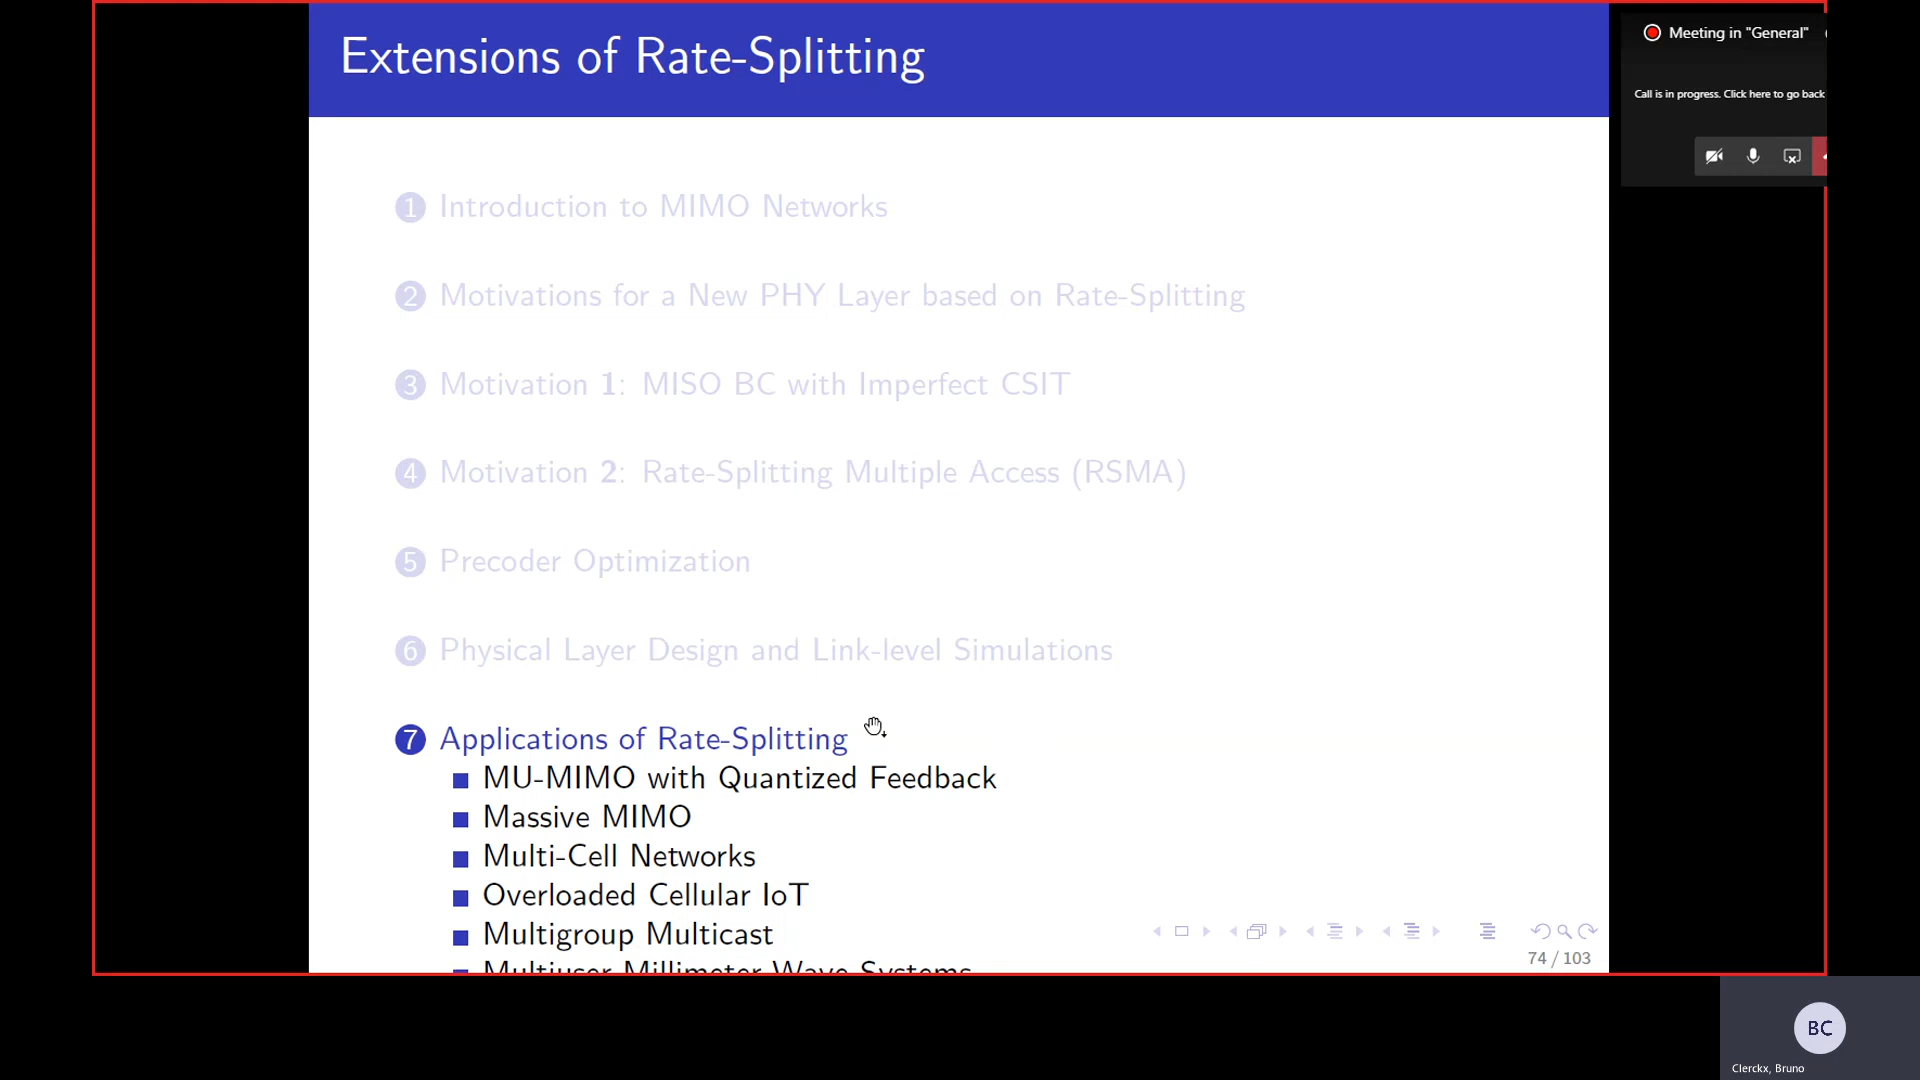 Extensions of Rate-Splitting
Meeting in "General"
Call is in progress. Click here to go back
1 Introduction to MIMO Networks
2 Motivations for a New PHY Layer based on Rate-Splitting
3 Motivation 1: MISO BC with Imperfect CSIT
4 Motivation 2: Rate-Splitting Multiple Access (RSMA)
5 Precoder Optimization
6 Physical Layer Design and Link-level Simulations
7 Applications of Rate-Splitting
MU-MIMO with Quantized Feedback
Massive MIMO
Multi-Cell Networks
Overloaded Cellular IoT
Multigroup Multicast
Multiuser Millimeter Wave Systems
74 / 103
BC
Clerckx, Bruno